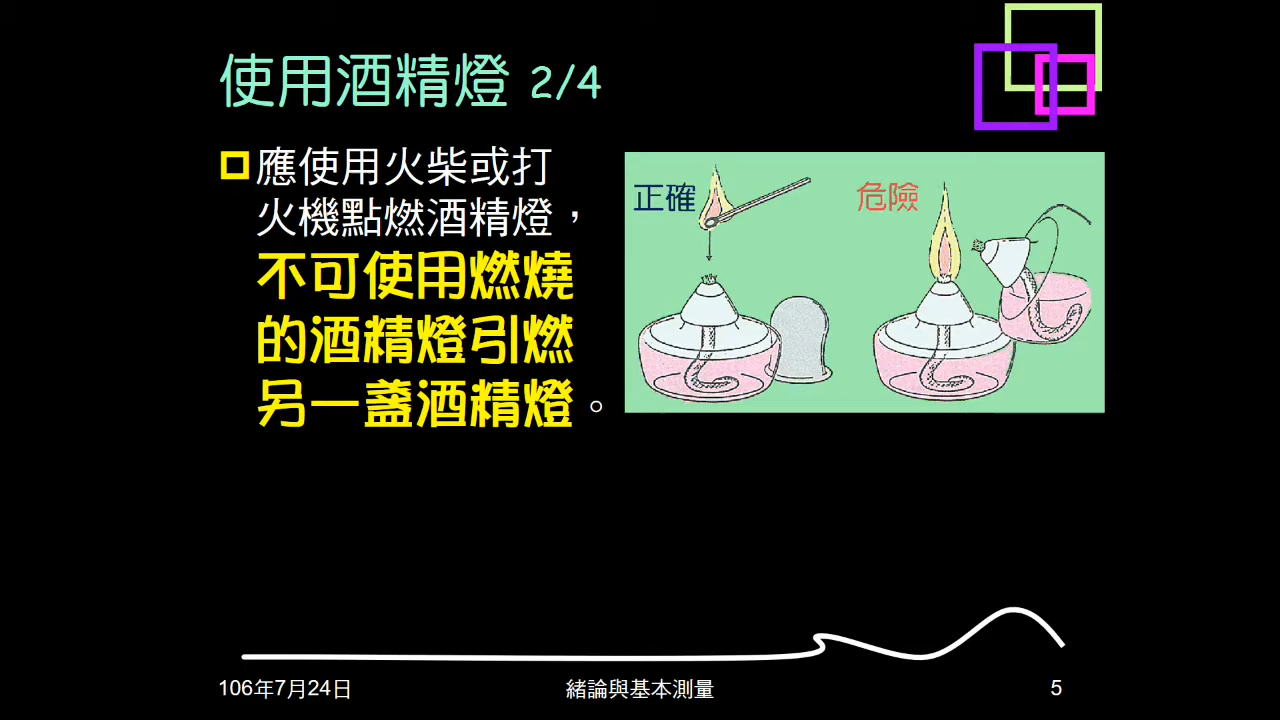 使用酒精燈 2/4
應使用火柴或打
火機點燃酒精燈，
不可使用燃燒
的酒精燈引燃
另一盞酒精燈。
正確
危險
106年7月24日
緒論與基本測量
5